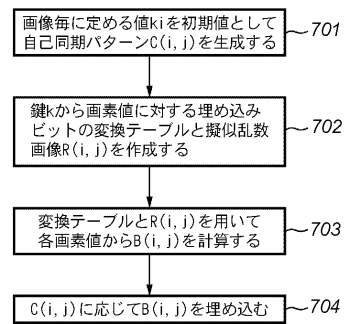 画像毎に定める値kiを初期値として
自己同期パターンC(i,j)を生成する
701
鍵kから画素値に対する埋め込み
ビットの変換テーブルと擬似乱数
画像R(i,j)を作成する
702
変換テーブルとR(i,j)を用いて
各画素値からB(i,j)を計算する
703
C(i,j)に応じてB(i,j)を埋め込む
704